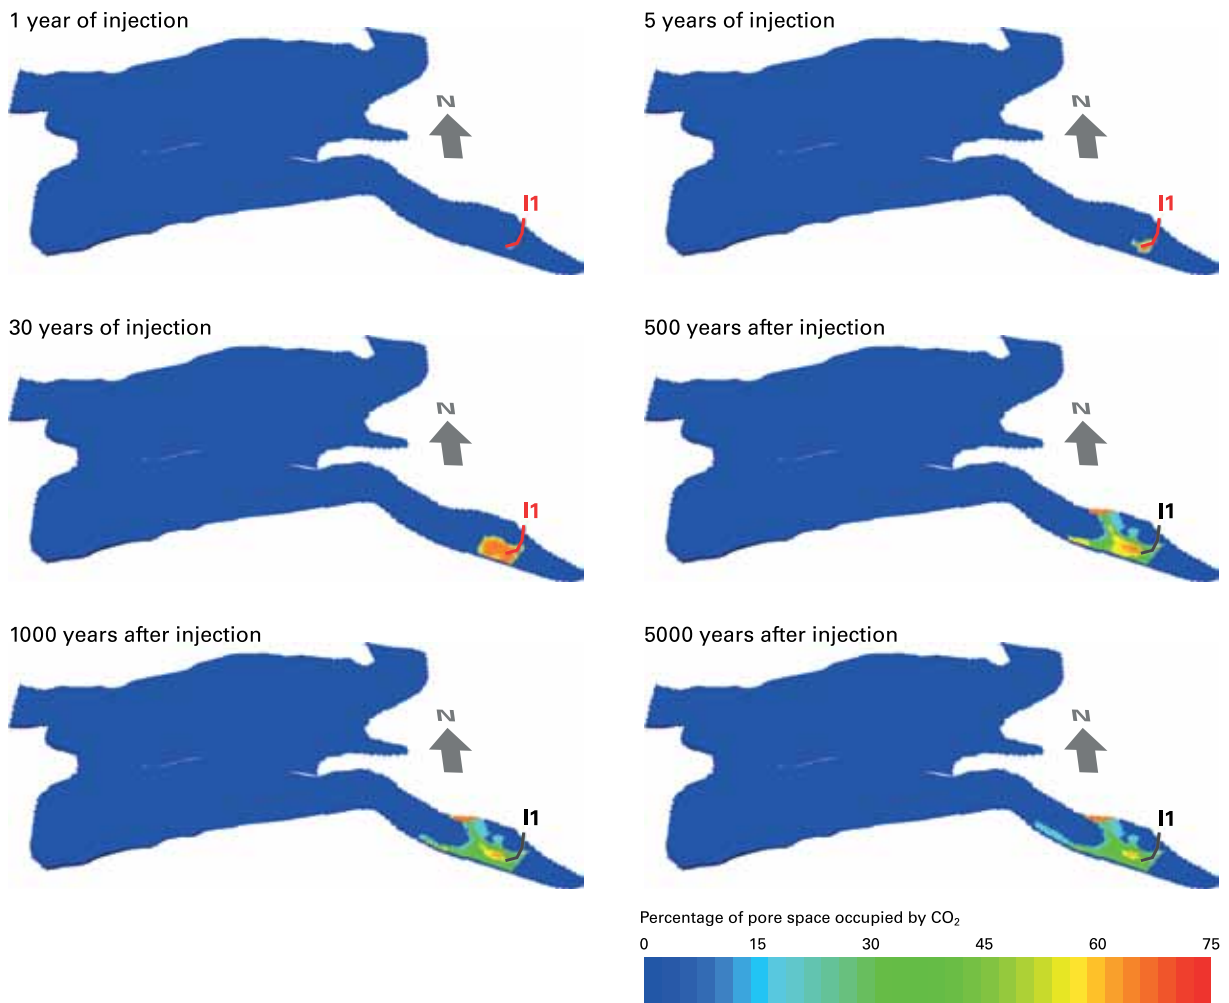 1 year of injection
5 years of injection
N
N
I1
I1
30 years of injection
500 years after injection
N
N
I1
I1
1000 years after injection
5000 years after injection
N
N
I1
I1
Percentage of pore space occupied by CO₂
0 15 30 45 60 75